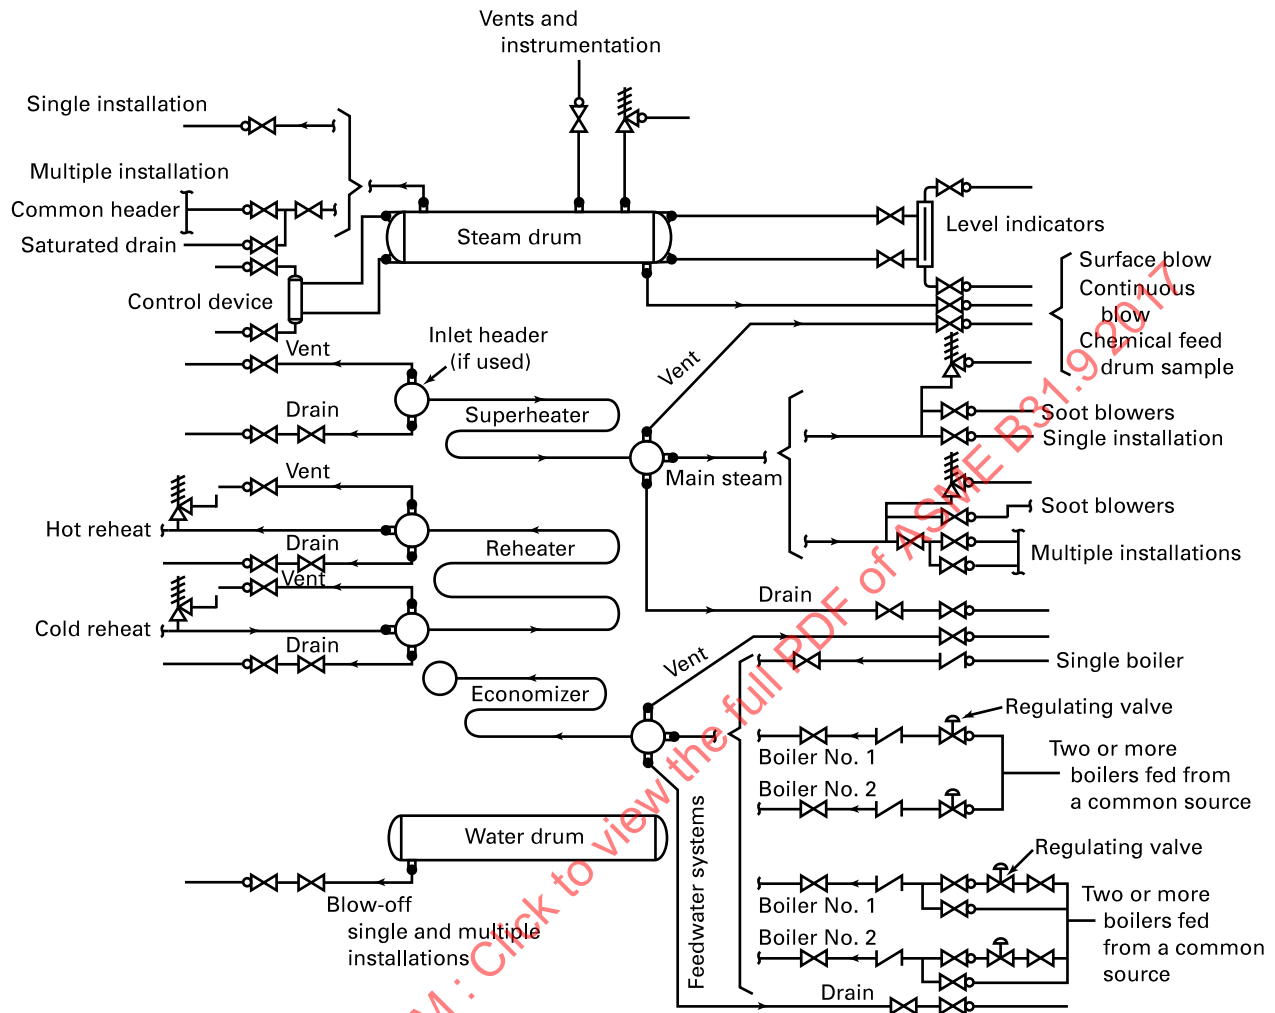 Vents and
instrumentation
Single installation
Multiple installation
Common header
Saturated drain
Steam drum
Level indicators
Control device
Surface blow
Continuous
blow
Chemical feed
drum sample
Vent
Inlet header
(if used)
Drain
Superheater
Vent
Soot blowers
Single installation
Main steam
Vent
Hot reheat
Drain
Reheater
Soot blowers
Multiple installations
Vent
Cold reheat
Drain
Drain
Economizer
Vent
Single boiler
Regulating valve
Boiler No. 1
Two or more
boilers fed from
a common source
Boiler No. 2
Water drum
Feedwater systems
Blow-off
single and multiple
installations
Regulating valve
Boiler No. 1
Two or more
boilers fed
from a common
source
Boiler No. 2
Drain
M : Click to view the full PDF of ASME B31.9 2017